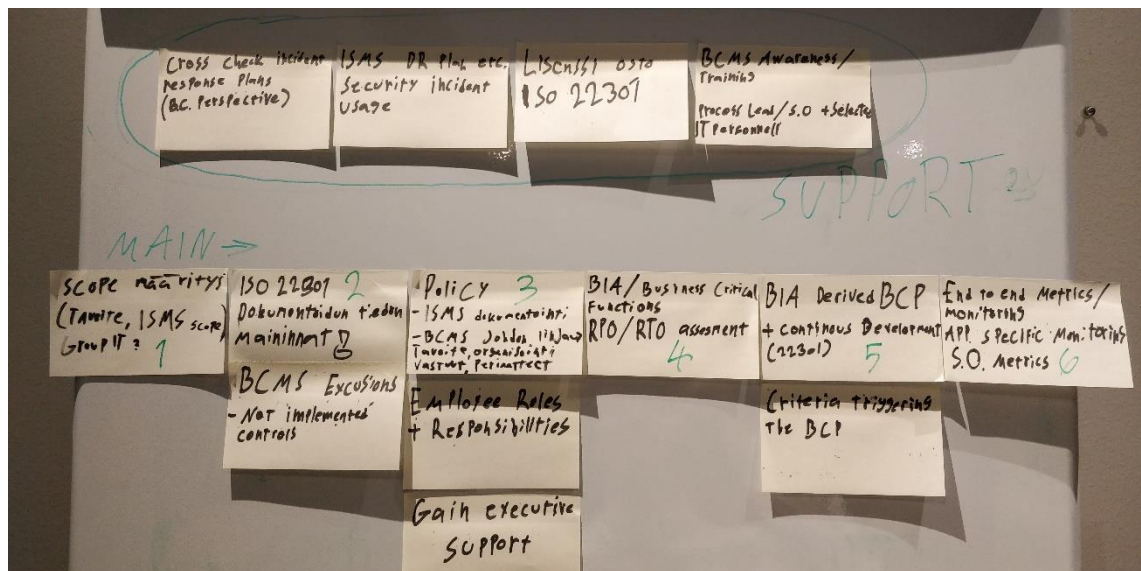 Cross check incident
response Plans
(B.C. Perspective)
ISMS DR Plan etc.
Security incident
usage
Liscnssi osto
ISO 22301
BCMS Awareness/
Training
Process Lead/S.O + Selected
IT Personnell
SUPPORT
MAIN →
SCOPE määritys
(Tavoite, ISMS scope)
Group IT?
1
ISO 22301 2
Dokumentoidun tiedon
maininnat
BCMS Excusions
- Not implemented
controls
Policy 3
- ISMS dokumentointi
- BCMS Johdon linjaus
Tavoite, organisointi
Vastuut, Periaatteet
Employee Roles
+ Responsibilities
Gain executive
support
BIA/Business Critical
Functions
RPO/RTO assesment
4
BIA Derived BCP
+ Continous Development
(22301) 5
Criteria triggering
The BCP
End to end Metrics/
monitoring
APP. specific Monitoring
S.O. Metrics 6